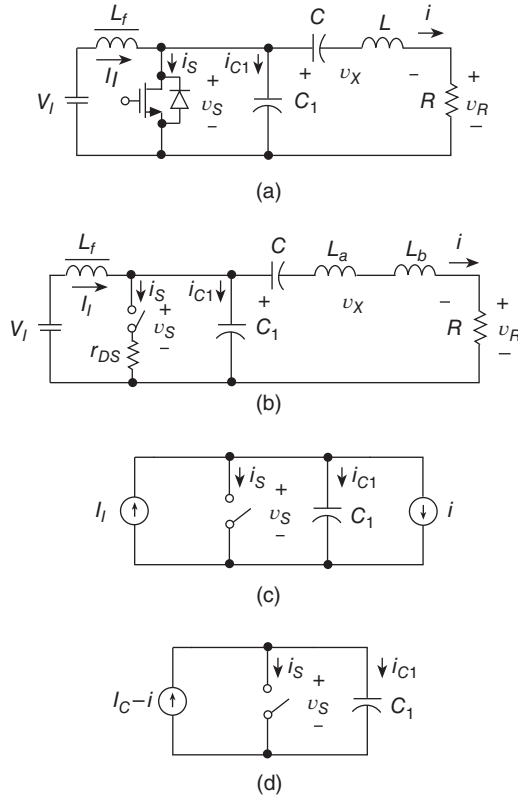 L_f
I_I
V_I
i_S
+
υ_S
−
i_C1
C_1
C
+
υ_X
−
L
i
R
+
υ_R
−
(a)
L_f
I_I
V_I
i_S
+
υ_S
−
r_DS
i_C1
C_1
C
+
L_a
υ_X
L_b
−
i
R
+
υ_R
−
(b)
I_I
i_S
+
υ_S
−
i_C1
C_1
i
(c)
I_C−i
i_S
+
υ_S
−
i_C1
C_1
(d)